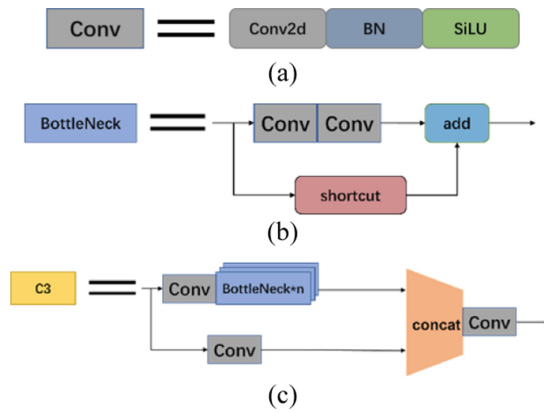 Conv Conv2d BN SiLU
(a)
BottleNeck Conv Conv add
shortcut
(b)
C3 Conv BottleNeck*n
concat Conv
Conv
(c)